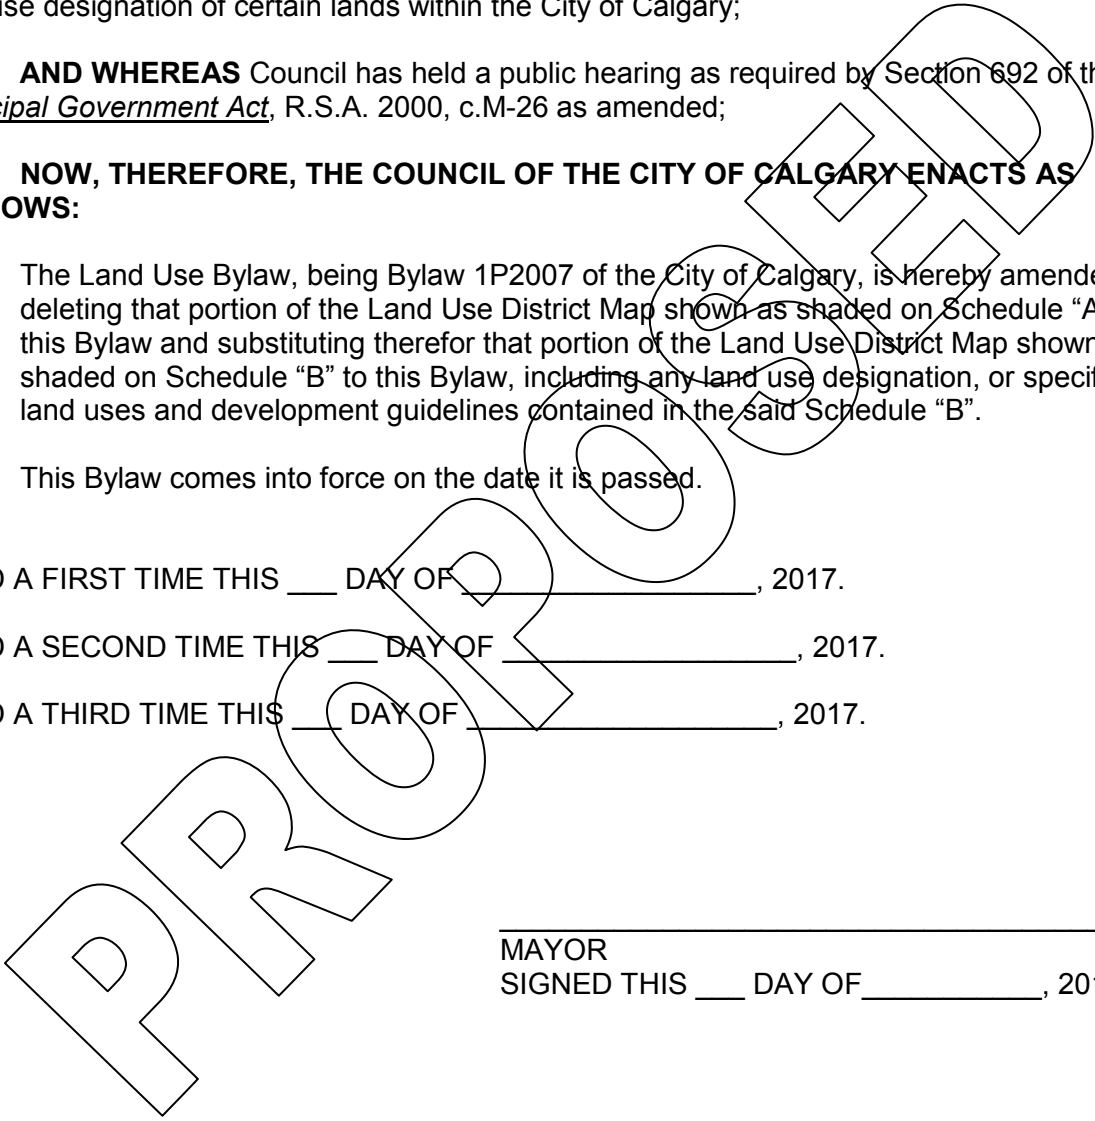 use designation of certain lands within the City of Calgary;
AND WHEREAS Council has held a public hearing as required by Section 692 of th
cipal Government Act, R.S.A. 2000, c.M-26 as amended;
NOW, THEREFORE, THE COUNCIL OF THE CITY OF CALGARY ENACTS AS
OWS:
The Land Use Bylaw, being Bylaw 1P2007 of the City of Calgary, is hereby amende
deleting that portion of the Land Use District Map shown as shaded on Schedule “A
this Bylaw and substituting therefor that portion of the Land Use District Map shown
shaded on Schedule “B” to this Bylaw, including any land use designation, or specif
land uses and development guidelines contained in the said Schedule “B”.
This Bylaw comes into force on the date it is passed.
D A FIRST TIME THIS ___ DAY OF __________________, 2017.
D A SECOND TIME THIS ___ DAY OF __________________, 2017.
D A THIRD TIME THIS ___ DAY OF ___________________, 2017.
MAYOR
SIGNED THIS ___ DAY OF___________, 201
PROPOSED